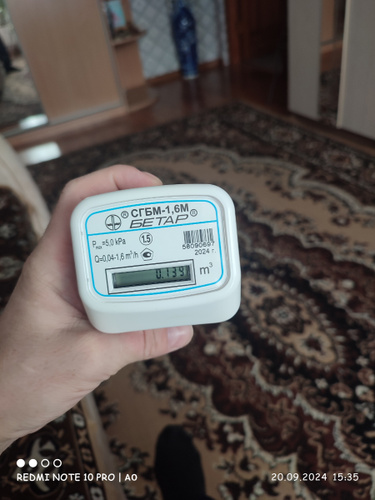 ® СГБМ-1,6М
БЕТАР®
Pmax=5,0 kPa
1.5
58090697
2024 г.
Q=0,04-1,6 m³/h
0.139
m³
REDMI NOTE 10 PRO | AO
20.09.2024 15:35